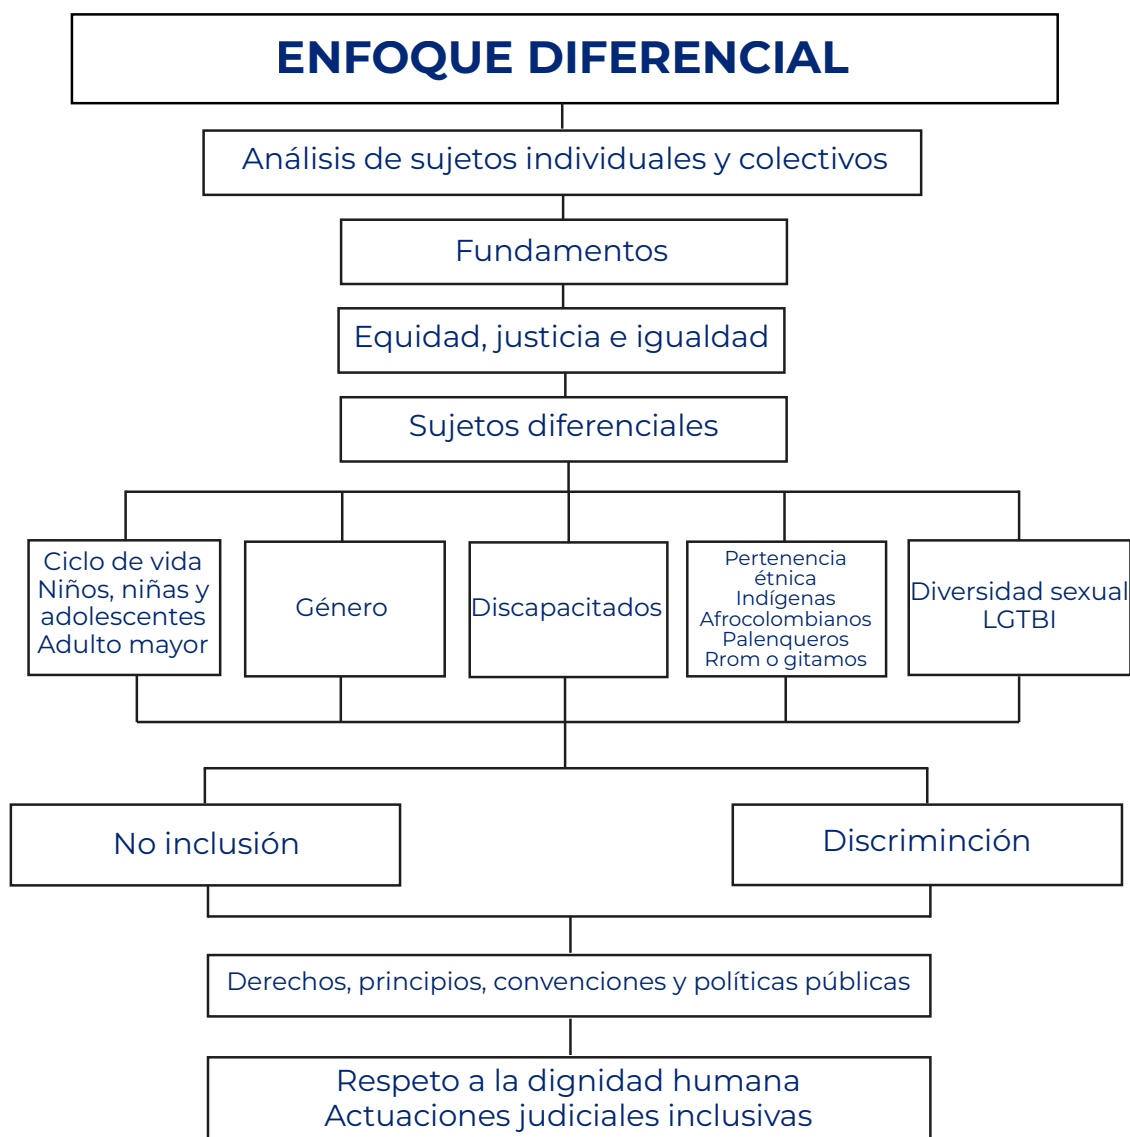 ENFOQUE DIFERENCIAL
Análisis de sujetos individuales y colectivos
Fundamentos
Equidad, justicia e igualdad
Sujetos diferenciales
Ciclo de vida
Niños, niñas y
adolescentes
Adulto mayor
Género
Discapacitados
Pertenencia
étnica
Indígenas
Afrocolombianos
Palenqueros
Rrom o gitamos
Diversidad sexual
LGTBI
No inclusión
Discriminción
Derechos, principios, convenciones y políticas públicas
Respeto a la dignidad humana
Actuaciones judiciales inclusivas